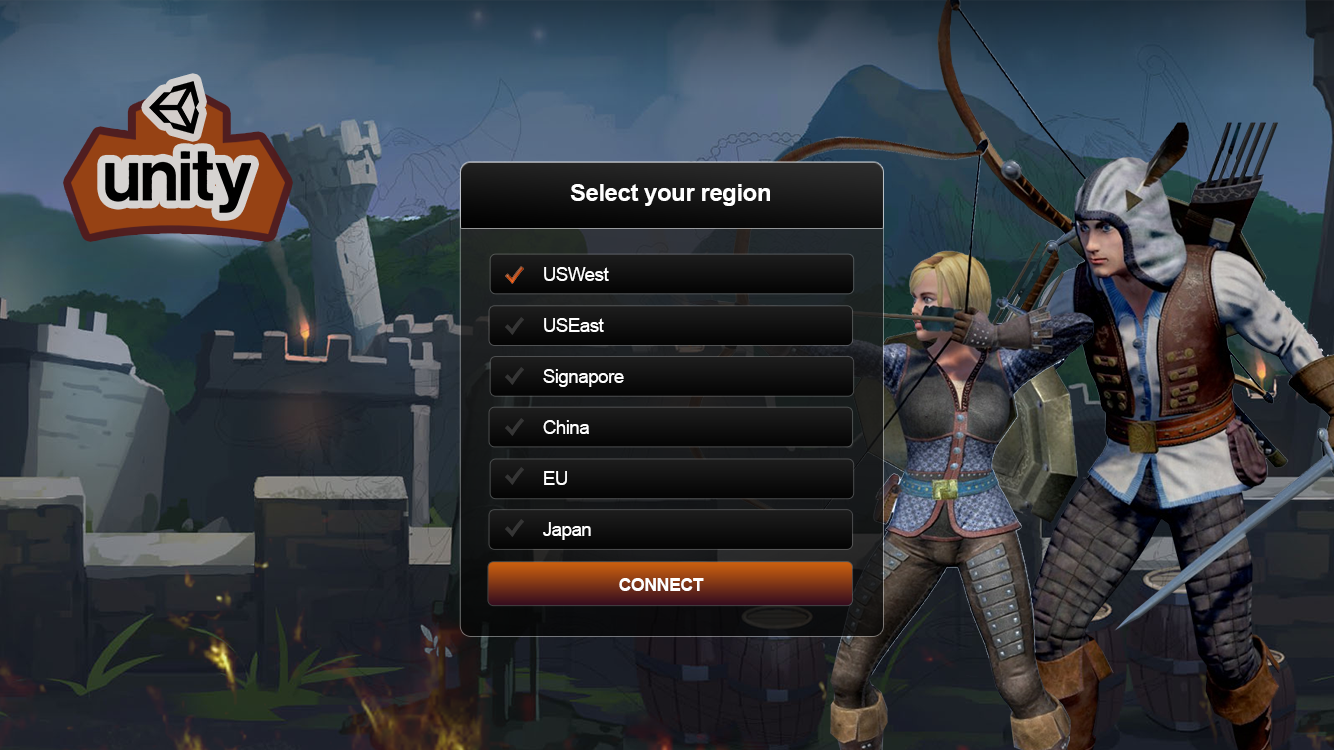 unity
Select your region
USWest
USEast
Signapore
China
EU
Japan
CONNECT